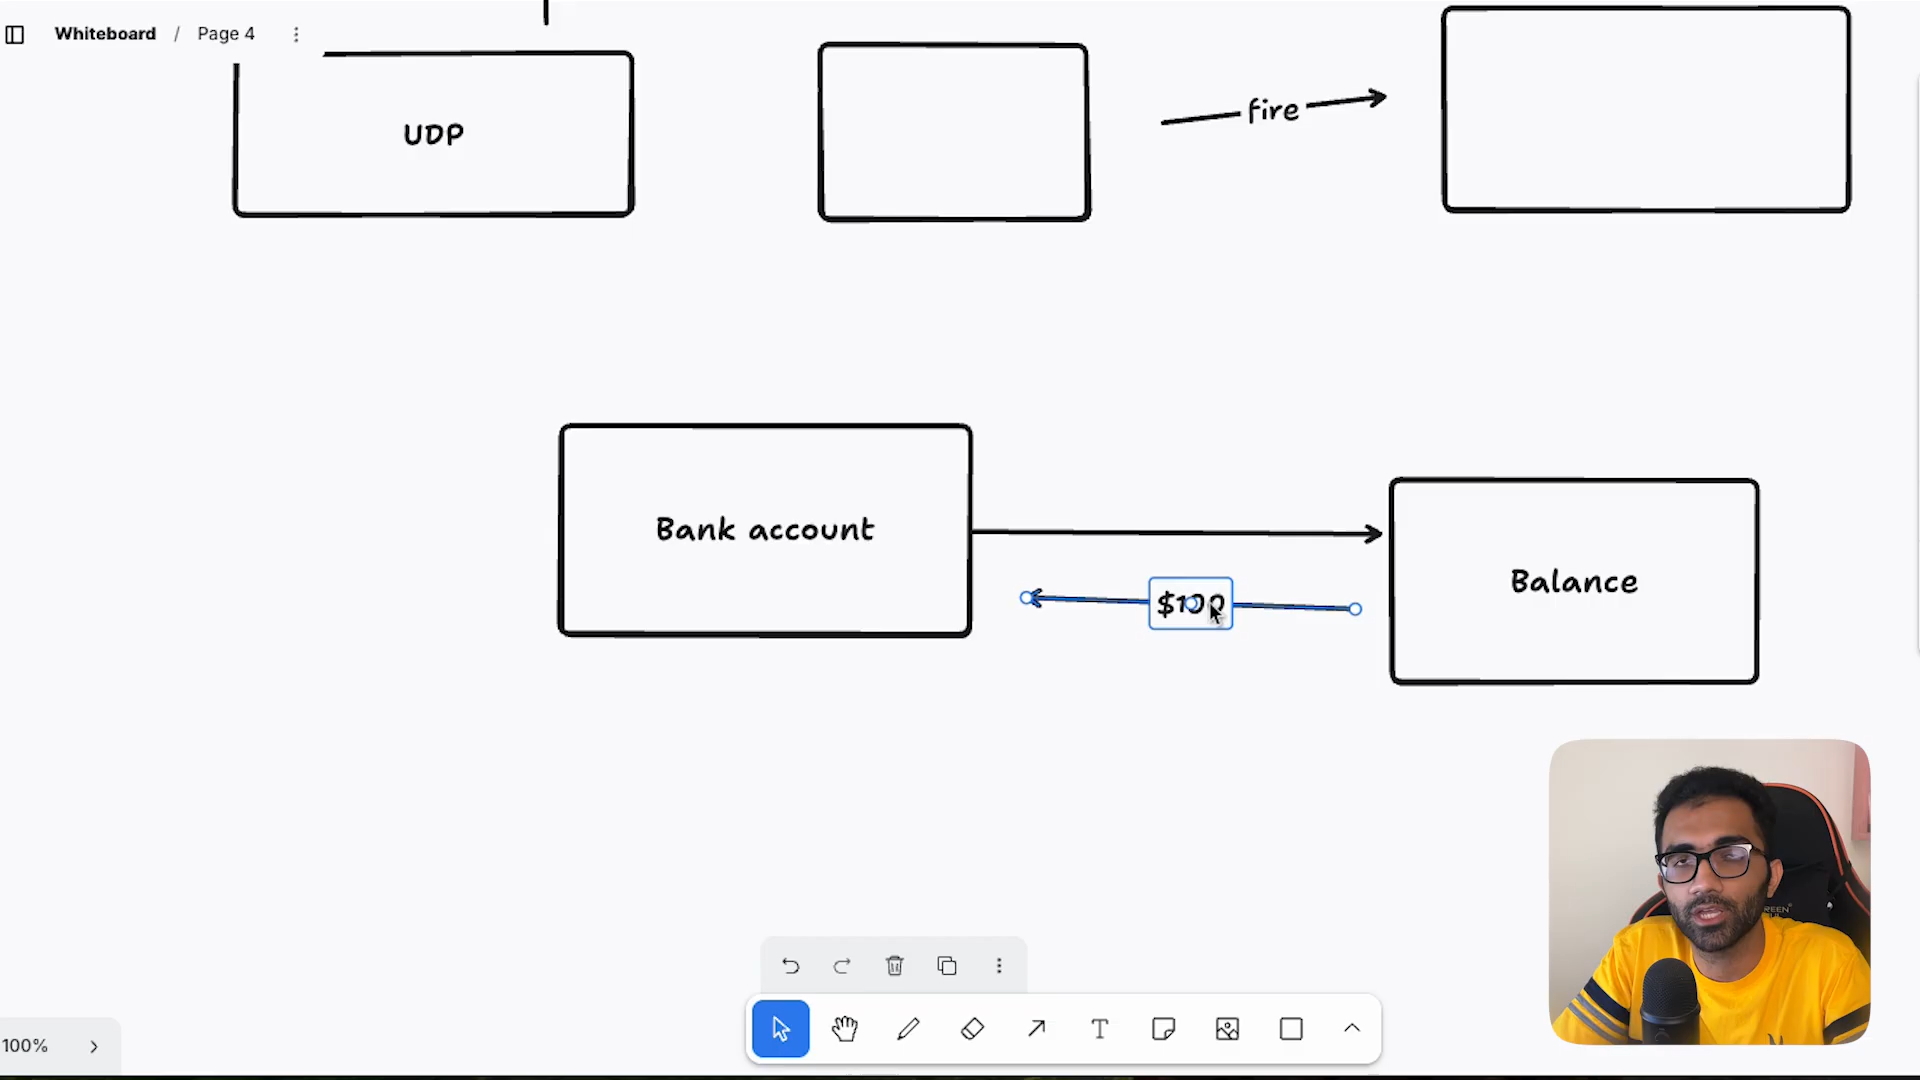 Whiteboard / Page 4
UDP
fire
Bank account
$100
Balance
100%